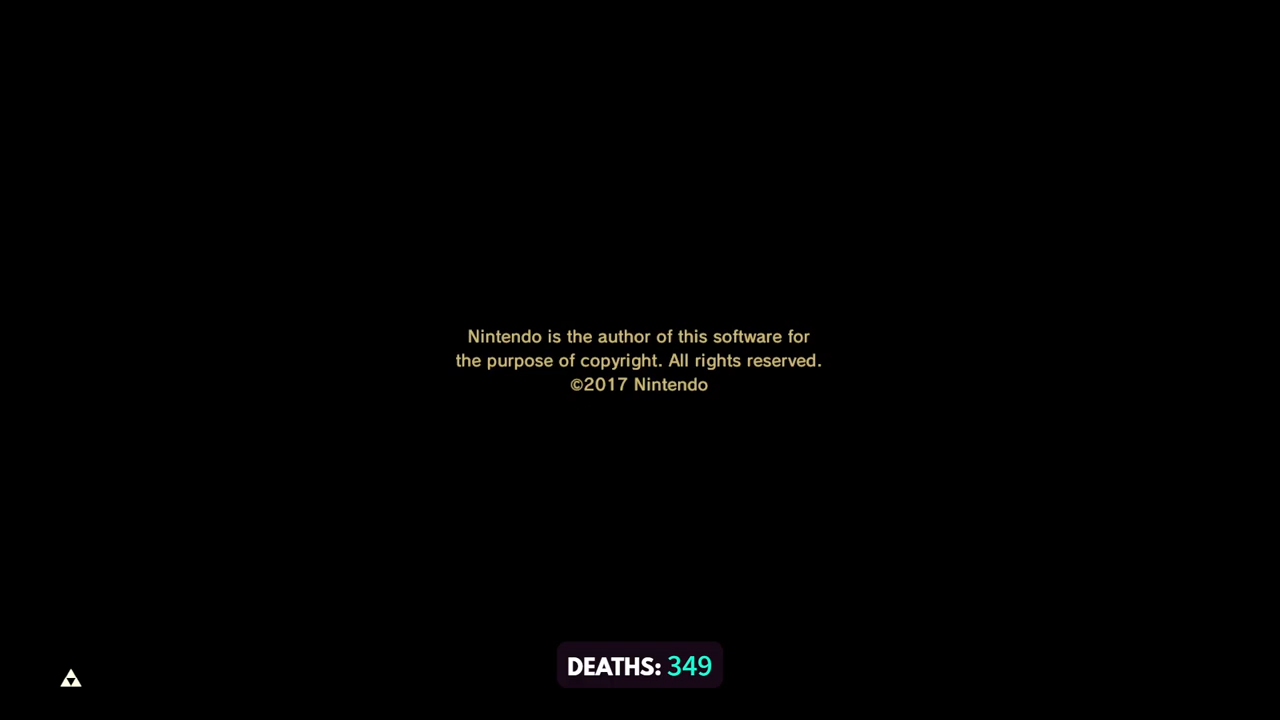 Nintendo is the author of this software for
the purpose of copyright. All rights reserved.
©2017 Nintendo
DEATHS: 349